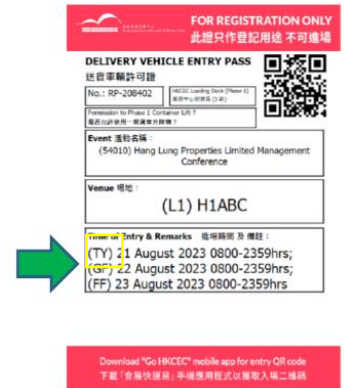 FOR REGISTRATION ONLY
此證只作登記用途 不可進場
DELIVERY VEHICLE ENTRY PASS
送貨車輛許可證
No.: RP-208402
HKCEC Loading Dock (Phase 1)
Permission to Phase 1 Container Lift ?
Event 活動名稱：
(54010) Hang Lung Properties Limited Management
Conference
Venue 場地：
(L1) H1ABC
Time of Entry & Remarks 進場時間 及 備註：
(TY) 21 August 2023 0800-2359hrs;
(GF) 22 August 2023 0800-2359hrs;
(FF) 23 August 2023 0800-2359hrs
Download "Go HKCEC" mobile app for entry QR code
下載「會展快運易」手機應用程式以獲取入場二維碼